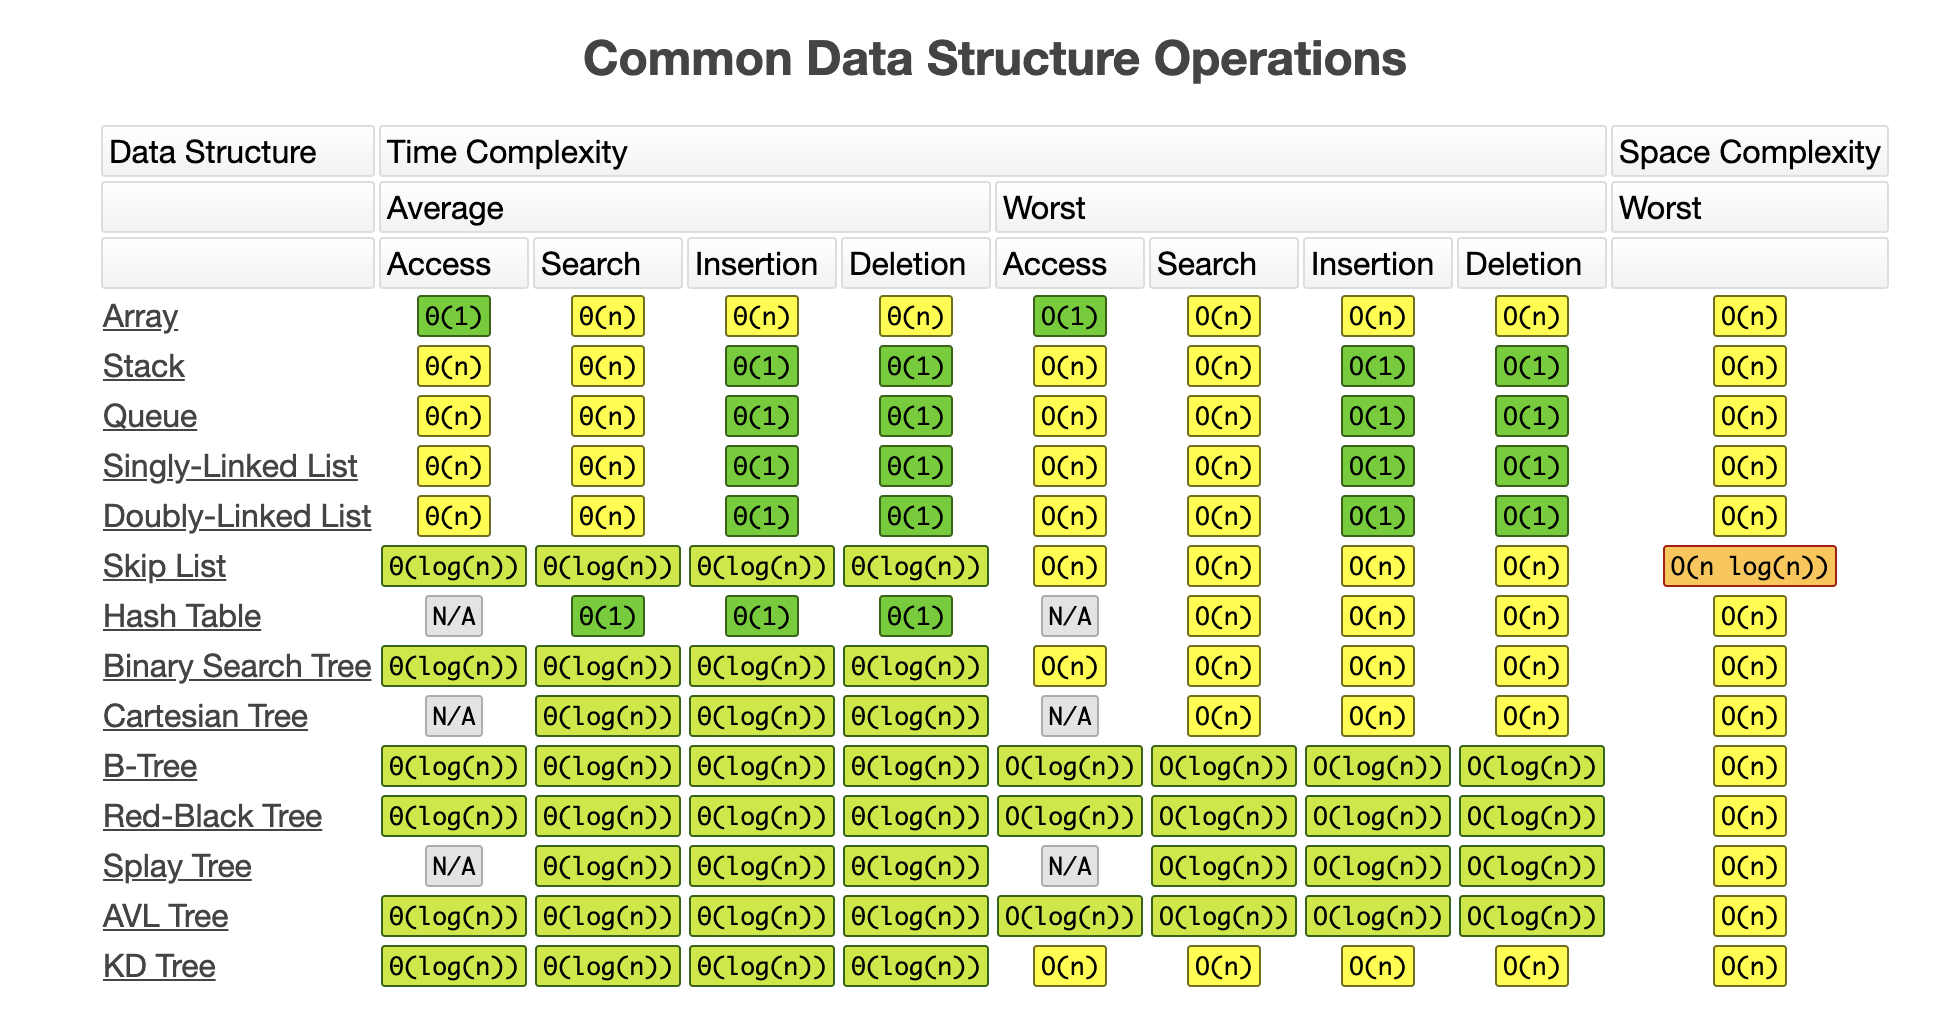 Common Data Structure Operations
Data Structure Time Complexity Space Complexity
Average Worst Worst
Access Search Insertion Deletion Access Search Insertion Deletion
Array Θ(1) Θ(n) Θ(n) Θ(n) O(1) O(n) O(n) O(n) O(n)
Stack Θ(n) Θ(n) Θ(1) Θ(1) O(n) O(n) O(1) O(1) O(n)
Queue Θ(n) Θ(n) Θ(1) Θ(1) O(n) O(n) O(1) O(1) O(n)
Singly-Linked List Θ(n) Θ(n) Θ(1) Θ(1) O(n) O(n) O(1) O(1) O(n)
Doubly-Linked List Θ(n) Θ(n) Θ(1) Θ(1) O(n) O(n) O(1) O(1) O(n)
Skip List Θ(log(n)) Θ(log(n)) Θ(log(n)) Θ(log(n)) O(n) O(n) O(n) O(n) O(n log(n))
Hash Table N/A Θ(1) Θ(1) Θ(1) N/A O(n) O(n) O(n) O(n)
Binary Search Tree Θ(log(n)) Θ(log(n)) Θ(log(n)) Θ(log(n)) O(n) O(n) O(n) O(n) O(n)
Cartesian Tree N/A Θ(log(n)) Θ(log(n)) Θ(log(n)) N/A O(n) O(n) O(n) O(n)
B-Tree Θ(log(n)) Θ(log(n)) Θ(log(n)) Θ(log(n)) O(log(n)) O(log(n)) O(log(n)) O(log(n)) O(n)
Red-Black Tree Θ(log(n)) Θ(log(n)) Θ(log(n)) Θ(log(n)) O(log(n)) O(log(n)) O(log(n)) O(log(n)) O(n)
Splay Tree N/A Θ(log(n)) Θ(log(n)) Θ(log(n)) N/A O(log(n)) O(log(n)) O(log(n)) O(n)
AVL Tree Θ(log(n)) Θ(log(n)) Θ(log(n)) Θ(log(n)) O(log(n)) O(log(n)) O(log(n)) O(log(n)) O(n)
KD Tree Θ(log(n)) Θ(log(n)) Θ(log(n)) Θ(log(n)) O(n) O(n) O(n) O(n) O(n)